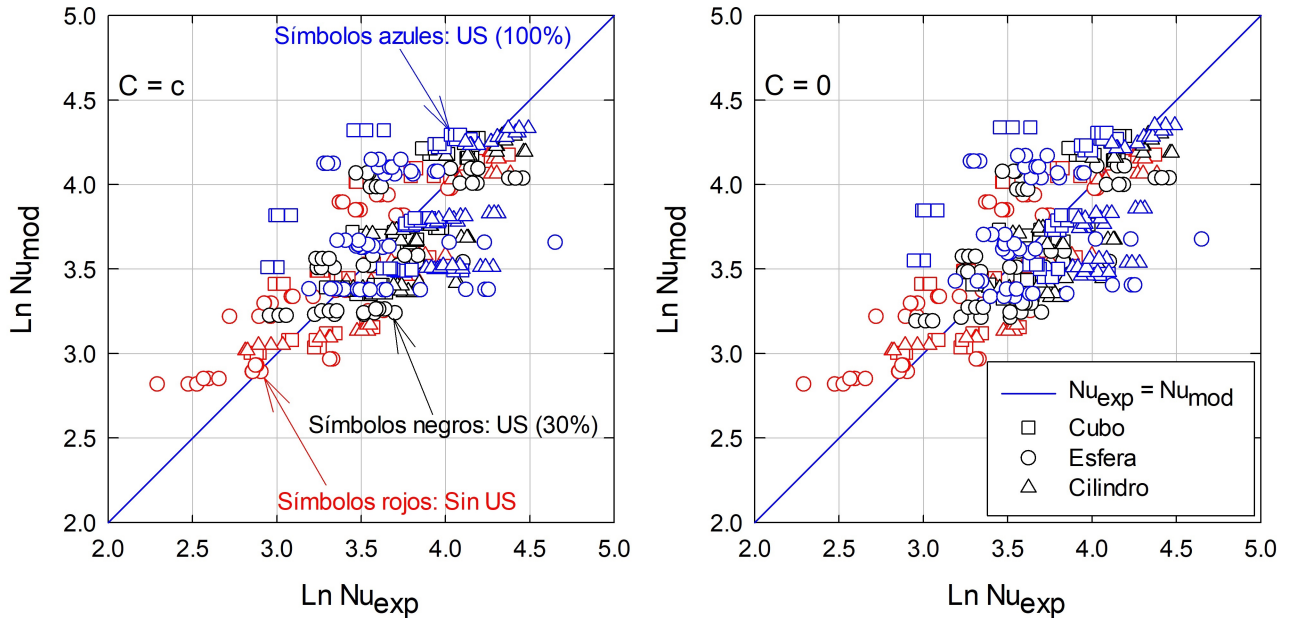 5.0
4.5
4.0
3.5
3.0
2.5
2.0
2.0
2.5
3.0
3.5
4.0
4.5
5.0
Ln Numod
Ln Nuexp
C = c
Símbolos azules: US (100%)
Símbolos negros: US (30%)
Símbolos rojos: Sin US
5.0
4.5
4.0
3.5
3.0
2.5
2.0
2.0
2.5
3.0
3.5
4.0
4.5
5.0
Ln Numod
Ln Nuexp
C = 0
Nuexp = Numod
Cubo
Esfera
Cilindro